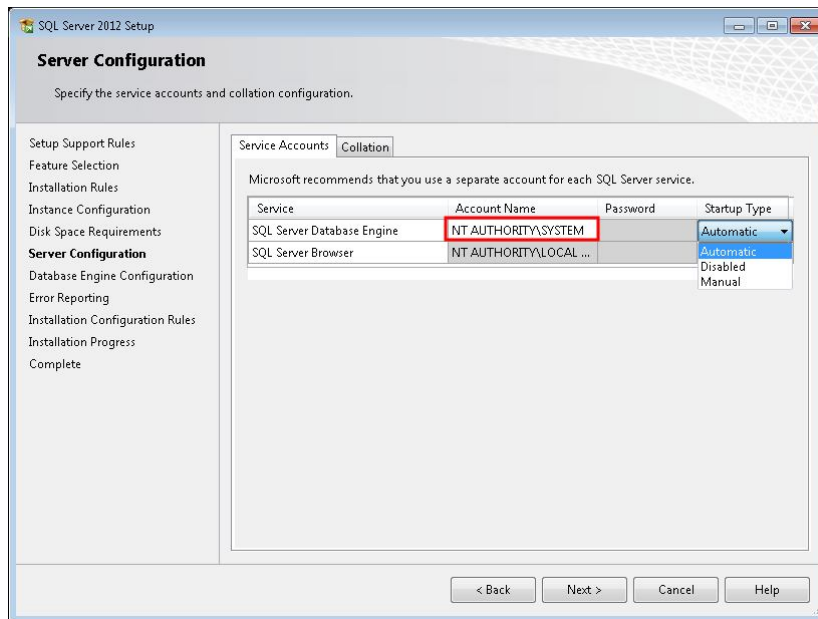 SQL Server 2012 Setup
Server Configuration
Specify the service accounts and collation configuration.
Setup Support Rules
Feature Selection
Installation Rules
Instance Configuration
Disk Space Requirements
Server Configuration
Database Engine Configuration
Error Reporting
Installation Configuration Rules
Installation Progress
Complete
Service Accounts Collation
Microsoft recommends that you use a separate account for each SQL Server service.
Service Account Name Password Startup Type
SQL Server Database Engine NT AUTHORITY\SYSTEM Automatic
SQL Server Browser NT AUTHORITY\LOCAL ... Automatic
Disabled
Manual
< Back Next > Cancel Help